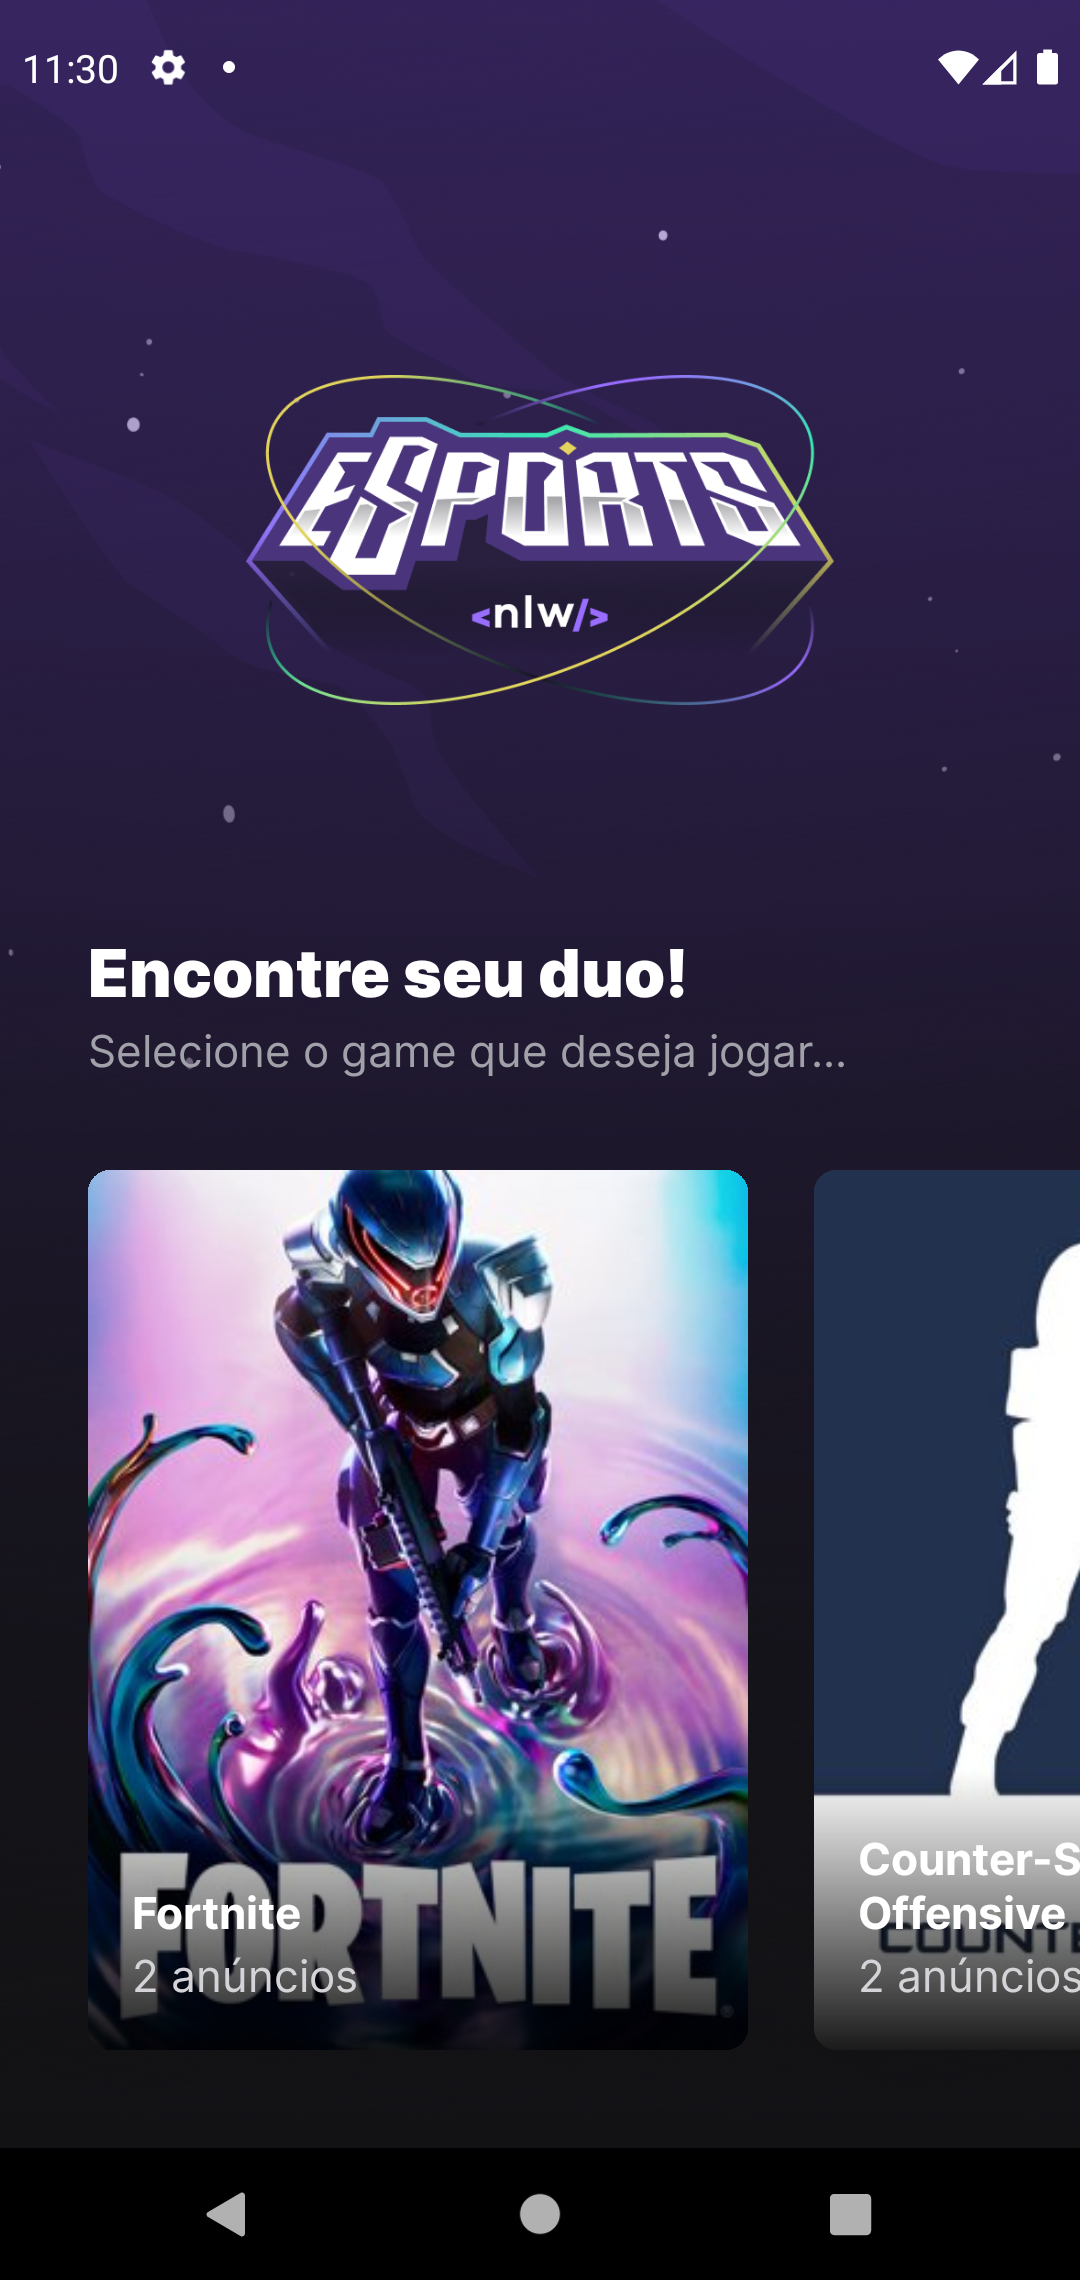 11:30
ESPORTS
<nlw/>
Encontre seu duo!
Selecione o game que deseja jogar...
FORTNITE
Fortnite
2 anúncios
Counter-S
Offensive
COUNTE
2 anúncios